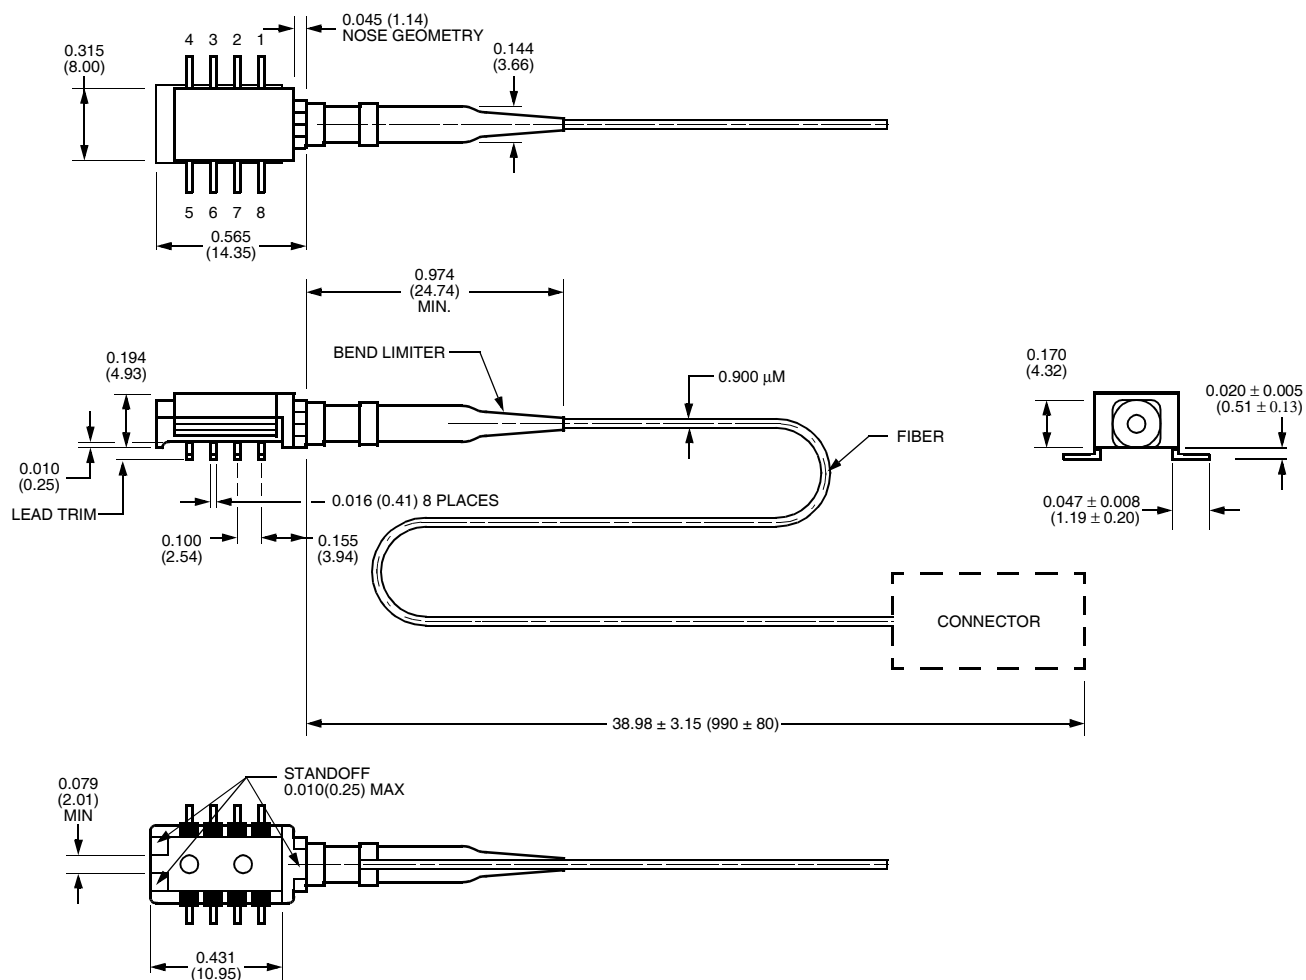 0.045 (1.14)
NOSE GEOMETRY
0.315
(8.00)
4 3 2 1
0.144
(3.66)
5 6 7 8
0.565
(14.35)
0.974
(24.74)
MIN.
BEND LIMITER
0.194
(4.93)
0.900 µM
0.170
(4.32)
0.020 ± 0.005
(0.51 ± 0.13)
FIBER
0.010
(0.25)
LEAD TRIM
0.016 (0.41) 8 PLACES
0.047 ± 0.008
(1.19 ± 0.20)
0.100
(2.54)
0.155
(3.94)
CONNECTOR
38.98 ± 3.15 (990 ± 80)
STANDOFF
0.010(0.25) MAX
0.079
(2.01)
MIN
0.431
(10.95)